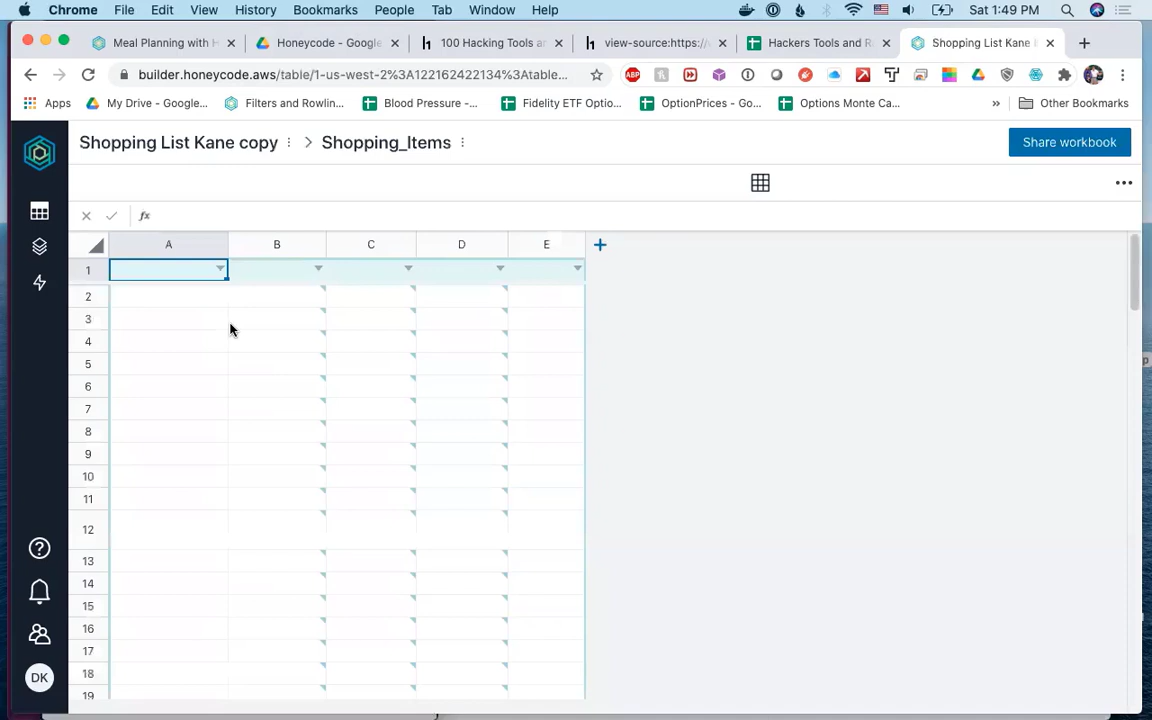 Chrome File Edit View History Bookmarks People Tab Window Help Sat 1:49 PM
Meal Planning with H Honeycode - Google 100 Hacking Tools an view-source:https://w Hackers Tools and R Shopping List Kane
builder.honeycode.aws/table/1-us-west-2%3A122162422134%3Atable... ABP
Apps My Drive - Google... Filters and Rowlin... Blood Pressure -... Fidelity ETF Optio... OptionPrices - Go... Options Monte Ca... » Other Bookmarks
Shopping List Kane copy > Shopping_Items Share workbook
fx
A B C D E
1
2
3
4
5
6
7
8
9
10
11
12
13
14
15
16
17
18
19
DK